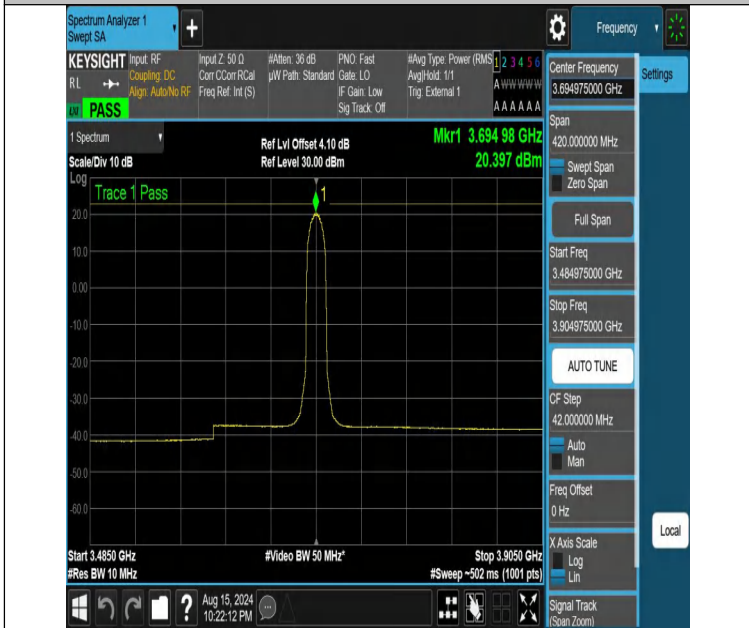 Spectrum Analyzer 1
Swept SA
+
Frequency
KEYSIGHT
RL
PASS
Input: RF
Coupling: DC
Align: Auto/No RF
Input Z: 50 Ω
Corr CCorr RCal
Freq Ref: Int (S)
#Atten: 36 dB
µW Path: Standard
PNO: Fast
Gate: LO
IF Gain: Low
Sig Track: Off
#Avg Type: Power (RMS
Avg|Hold: 1/1
Trig: External 1
1 2 3 4 5 6
A W W W W W
A A A A A A
1 Spectrum
Scale/Div 10 dB
Ref Lvl Offset 4.10 dB
Ref Level 30.00 dBm
Mkr1 3.694 98 GHz
20.397 dBm
Log
Trace 1 Pass
1
20.0
10.0
0.00
-10.0
-20.0
-30.0
-40.0
-50.0
-60.0
Start 3.4850 GHz
#Res BW 10 MHz
#Video BW 50 MHz*
Stop 3.9050 GHz
#Sweep ~502 ms (1001 pts)
Center Frequency
3.694975000 GHz
Settings
Span
420.000000 MHz
Swept Span
Zero Span
Full Span
Start Freq
3.484975000 GHz
Stop Freq
3.904975000 GHz
AUTO TUNE
CF Step
42.000000 MHz
Auto
Man
Freq Offset
0 Hz
X Axis Scale
Log
Lin
Local
Signal Track
(Span Zoom)
?
Aug 15, 2024
10:22:12 PM